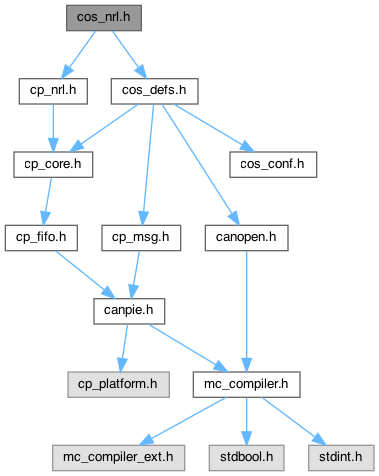 cos_nrl.h
cp_nrl.h
cos_defs.h
cp_core.h
cos_conf.h
cp_fifo.h
cp_msg.h
canopen.h
canpie.h
cp_platform.h
mc_compiler.h
mc_compiler_ext.h
stdbool.h
stdint.h